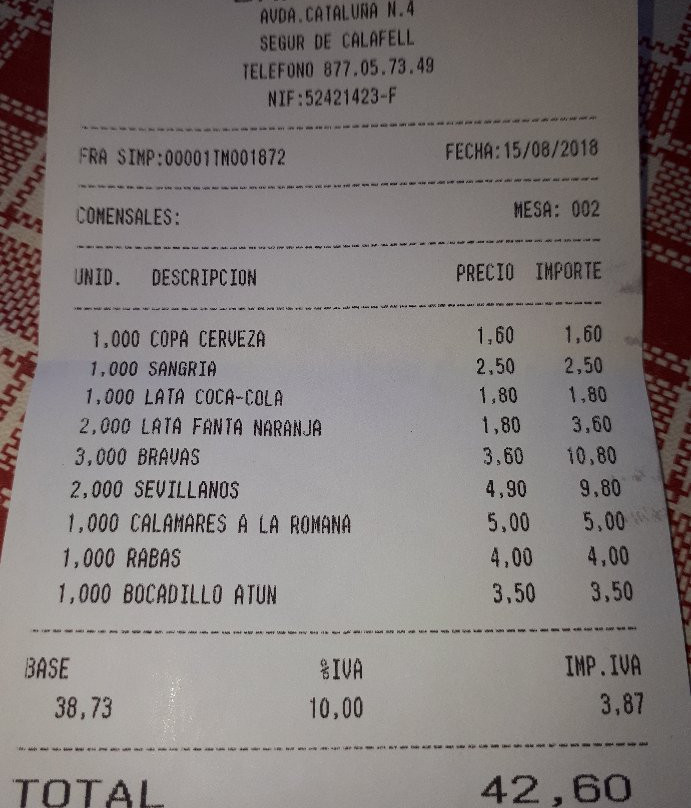 AVDA.CATALUÑA N.4
SEGUR DE CALAFELL
TELEFONO 877.05.73.49
NIF:52421423-F
FRA SIMP:00001TM001872 FECHA:15/08/2018
COMENSALES: MESA: 002
UNID. DESCRIPCION PRECIO IMPORTE
1,000 COPA CERVEZA 1,60 1,60
1,000 SANGRIA 2,50 2,50
1,000 LATA COCA-COLA 1,80 1,80
2,000 LATA FANTA NARANJA 1,80 3,60
3,000 BRAVAS 3,60 10,80
2,000 SEVILLANOS 4,90 9,80
1,000 CALAMARES A LA ROMANA 5,00 5,00
1,000 RABAS 4,00 4,00
1,000 BOCADILLO ATUN 3,50 3,50
BASE %IVA IMP.IVA
38,73 10,00 3,87
TOTAL 42,60